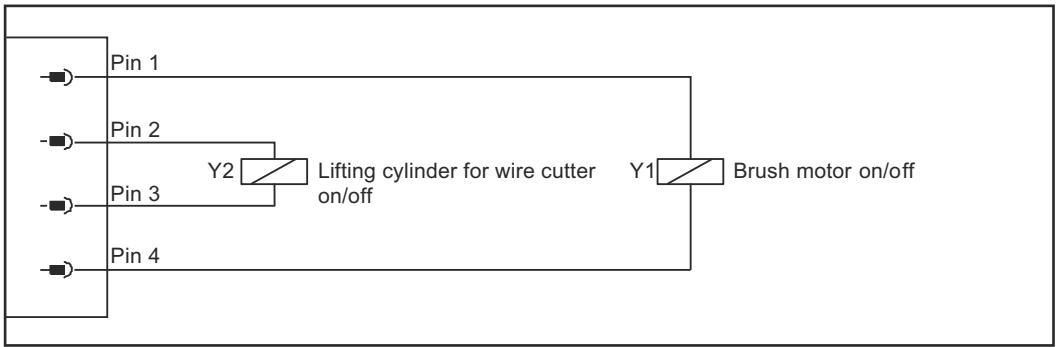 Pin 1
Pin 2
Y2
Lifting cylinder for wire cutter
on/off
Y1
Brush motor on/off
Pin 3
Pin 4